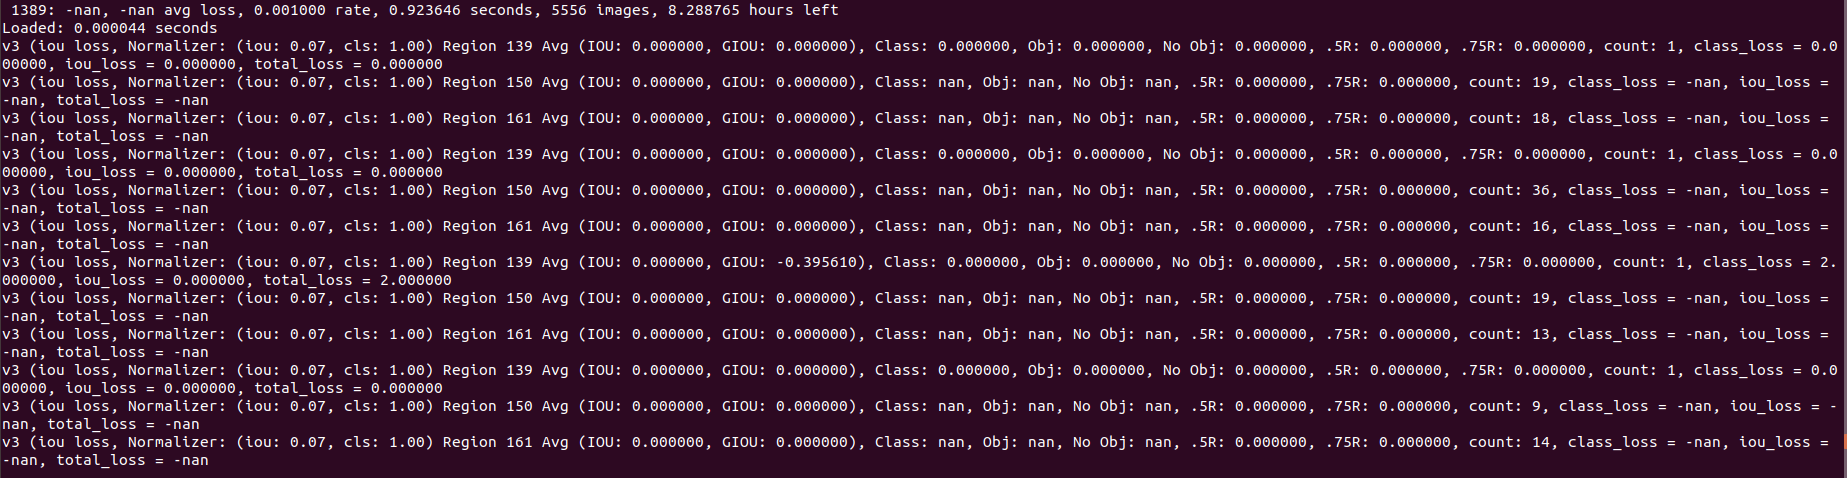 1389: -nan, -nan avg loss, 0.001000 rate, 0.923646 seconds, 5556 images, 8.288765 hours left
Loaded: 0.000044 seconds
v3 (iou loss, Normalizer: (iou: 0.07, cls: 1.00) Region 139 Avg (IOU: 0.000000, GIOU: 0.000000), Class: 0.000000, Obj: 0.000000, No Obj: 0.000000, .5R: 0.000000, .75R: 0.000000, count: 1, class_loss = 0.0
00000, iou_loss = 0.000000, total_loss = 0.000000
v3 (iou loss, Normalizer: (iou: 0.07, cls: 1.00) Region 150 Avg (IOU: 0.000000, GIOU: 0.000000), Class: nan, Obj: nan, No Obj: nan, .5R: 0.000000, .75R: 0.000000, count: 19, class_loss = -nan, iou_loss =
-nan, total_loss = -nan
v3 (iou loss, Normalizer: (iou: 0.07, cls: 1.00) Region 161 Avg (IOU: 0.000000, GIOU: 0.000000), Class: nan, Obj: nan, No Obj: nan, .5R: 0.000000, .75R: 0.000000, count: 18, class_loss = -nan, iou_loss =
-nan, total_loss = -nan
v3 (iou loss, Normalizer: (iou: 0.07, cls: 1.00) Region 139 Avg (IOU: 0.000000, GIOU: 0.000000), Class: 0.000000, Obj: 0.000000, No Obj: 0.000000, .5R: 0.000000, .75R: 0.000000, count: 1, class_loss = 0.0
00000, iou_loss = 0.000000, total_loss = 0.000000
v3 (iou loss, Normalizer: (iou: 0.07, cls: 1.00) Region 150 Avg (IOU: 0.000000, GIOU: 0.000000), Class: nan, Obj: nan, No Obj: nan, .5R: 0.000000, .75R: 0.000000, count: 36, class_loss = -nan, iou_loss =
-nan, total_loss = -nan
v3 (iou loss, Normalizer: (iou: 0.07, cls: 1.00) Region 161 Avg (IOU: 0.000000, GIOU: 0.000000), Class: nan, Obj: nan, No Obj: nan, .5R: 0.000000, .75R: 0.000000, count: 16, class_loss = -nan, iou_loss =
-nan, total_loss = -nan
v3 (iou loss, Normalizer: (iou: 0.07, cls: 1.00) Region 139 Avg (IOU: 0.000000, GIOU: -0.395610), Class: 0.000000, Obj: 0.000000, No Obj: 0.000000, .5R: 0.000000, .75R: 0.000000, count: 1, class_loss = 2.
000000, iou_loss = 0.000000, total_loss = 2.000000
v3 (iou loss, Normalizer: (iou: 0.07, cls: 1.00) Region 150 Avg (IOU: 0.000000, GIOU: 0.000000), Class: nan, Obj: nan, No Obj: nan, .5R: 0.000000, .75R: 0.000000, count: 19, class_loss = -nan, iou_loss =
-nan, total_loss = -nan
v3 (iou loss, Normalizer: (iou: 0.07, cls: 1.00) Region 161 Avg (IOU: 0.000000, GIOU: 0.000000), Class: nan, Obj: nan, No Obj: nan, .5R: 0.000000, .75R: 0.000000, count: 13, class_loss = -nan, iou_loss =
-nan, total_loss = -nan
v3 (iou loss, Normalizer: (iou: 0.07, cls: 1.00) Region 139 Avg (IOU: 0.000000, GIOU: 0.000000), Class: 0.000000, Obj: 0.000000, No Obj: 0.000000, .5R: 0.000000, .75R: 0.000000, count: 1, class_loss = 0.0
00000, iou_loss = 0.000000, total_loss = 0.000000
v3 (iou loss, Normalizer: (iou: 0.07, cls: 1.00) Region 150 Avg (IOU: 0.000000, GIOU: 0.000000), Class: nan, Obj: nan, No Obj: nan, .5R: 0.000000, .75R: 0.000000, count: 9, class_loss = -nan, iou_loss = -
nan, total_loss = -nan
v3 (iou loss, Normalizer: (iou: 0.07, cls: 1.00) Region 161 Avg (IOU: 0.000000, GIOU: 0.000000), Class: nan, Obj: nan, No Obj: nan, .5R: 0.000000, .75R: 0.000000, count: 14, class_loss = -nan, iou_loss =
-nan, total_loss = -nan